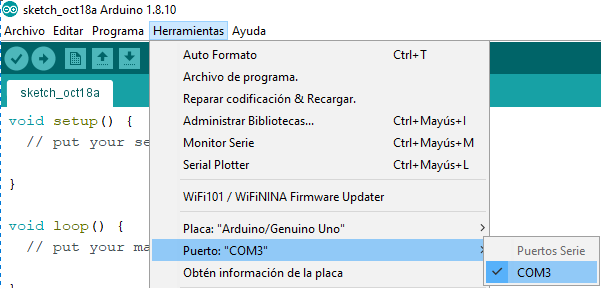 sketch_oct18a Arduino 1.8.10
Archivo Editar Programa Herramientas Ayuda
sketch_oct18a
void setup() {
// put your se
}
void loop() {
// put your ma
Auto Formato Ctrl+T
Archivo de programa.
Reparar codificación & Recargar.
Administrar Bibliotecas... Ctrl+Mayús+I
Monitor Serie Ctrl+Mayús+M
Serial Plotter Ctrl+Mayús+L
WiFi101 / WiFiNINA Firmware Updater
Placa: "Arduino/Genuino Uno"
Puerto: "COM3"
Obtén información de la placa
Puertos Serie
COM3